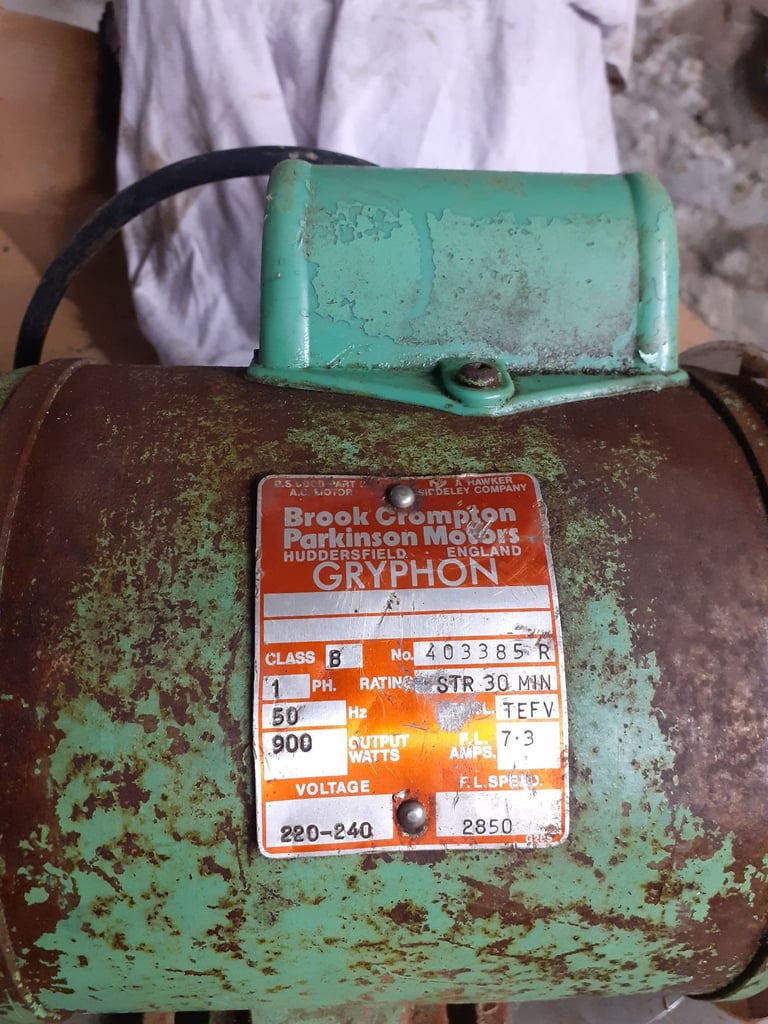 B.S. 5000 PART
A.C. MOTOR
A HAWKER
SIDDELEY COMPANY
Brook Crompton
Parkinson Motors
HUDDERSFIELD . ENGLAND
GRYPHON
CLASS B No. 403385 R
1 PH. RATING STR 30 MIN
50 Hz L. TEFV
900 OUTPUT WATTS F.L. AMPS. 7·3
VOLTAGE F.L. SPEED.
220-240 2850